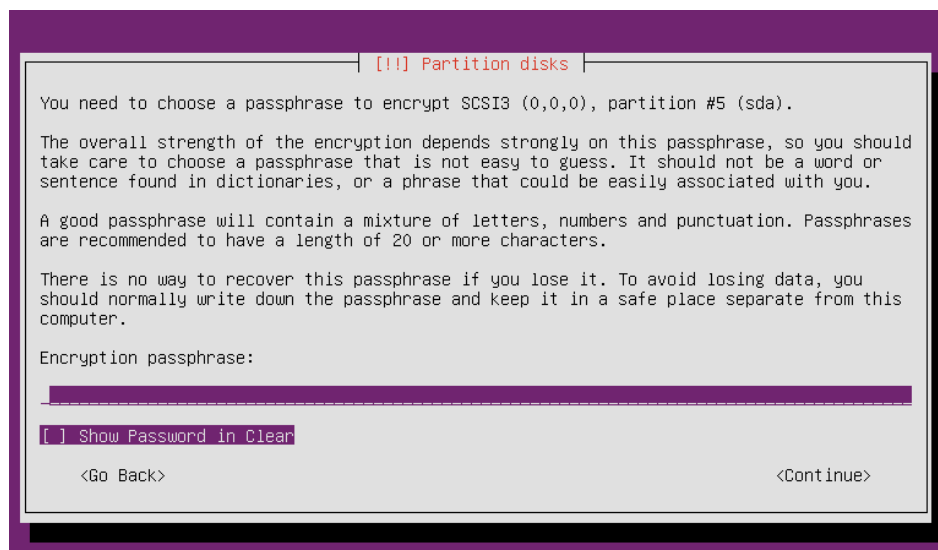 [!!] Partition disks
You need to choose a passphrase to encrypt SCSI3 (0,0,0), partition #5 (sda).
The overall strength of the encryption depends strongly on this passphrase, so you should
take care to choose a passphrase that is not easy to guess. It should not be a word or
sentence found in dictionaries, or a phrase that could be easily associated with you.
A good passphrase will contain a mixture of letters, numbers and punctuation. Passphrases
are recommended to have a length of 20 or more characters.
There is no way to recover this passphrase if you lose it. To avoid losing data, you
should normally write down the passphrase and keep it in a safe place separate from this
computer.
Encryption passphrase:
[ ] Show Password in Clear
<Go Back> <Continue>